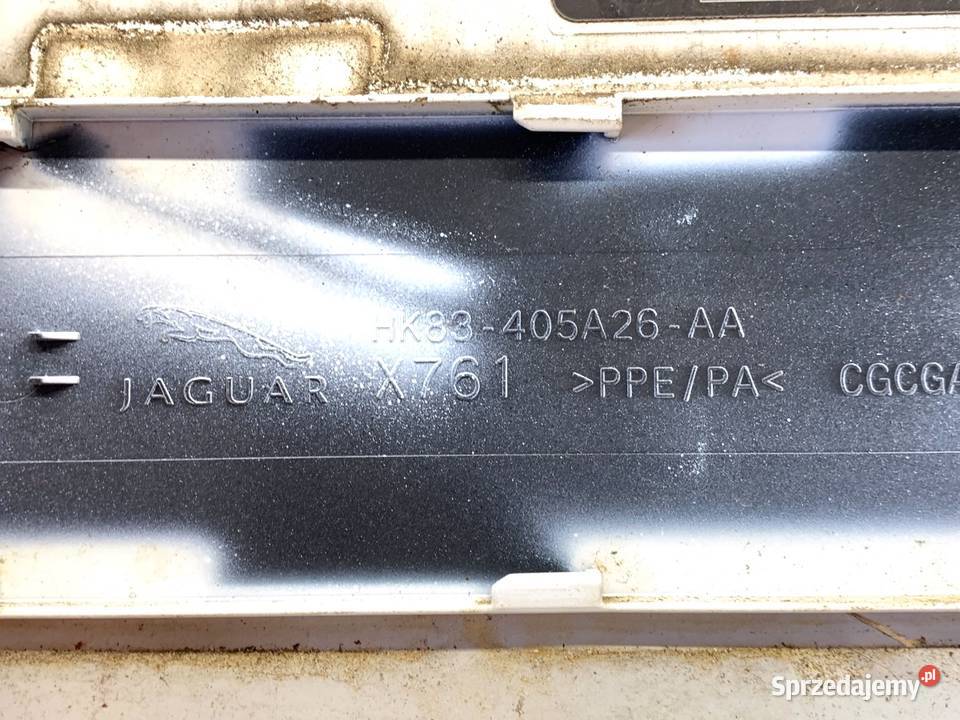 HK83-405A26-AA
JAGUAR X761 >PPE/PA< CGCGA
Sprzedajemy.pl